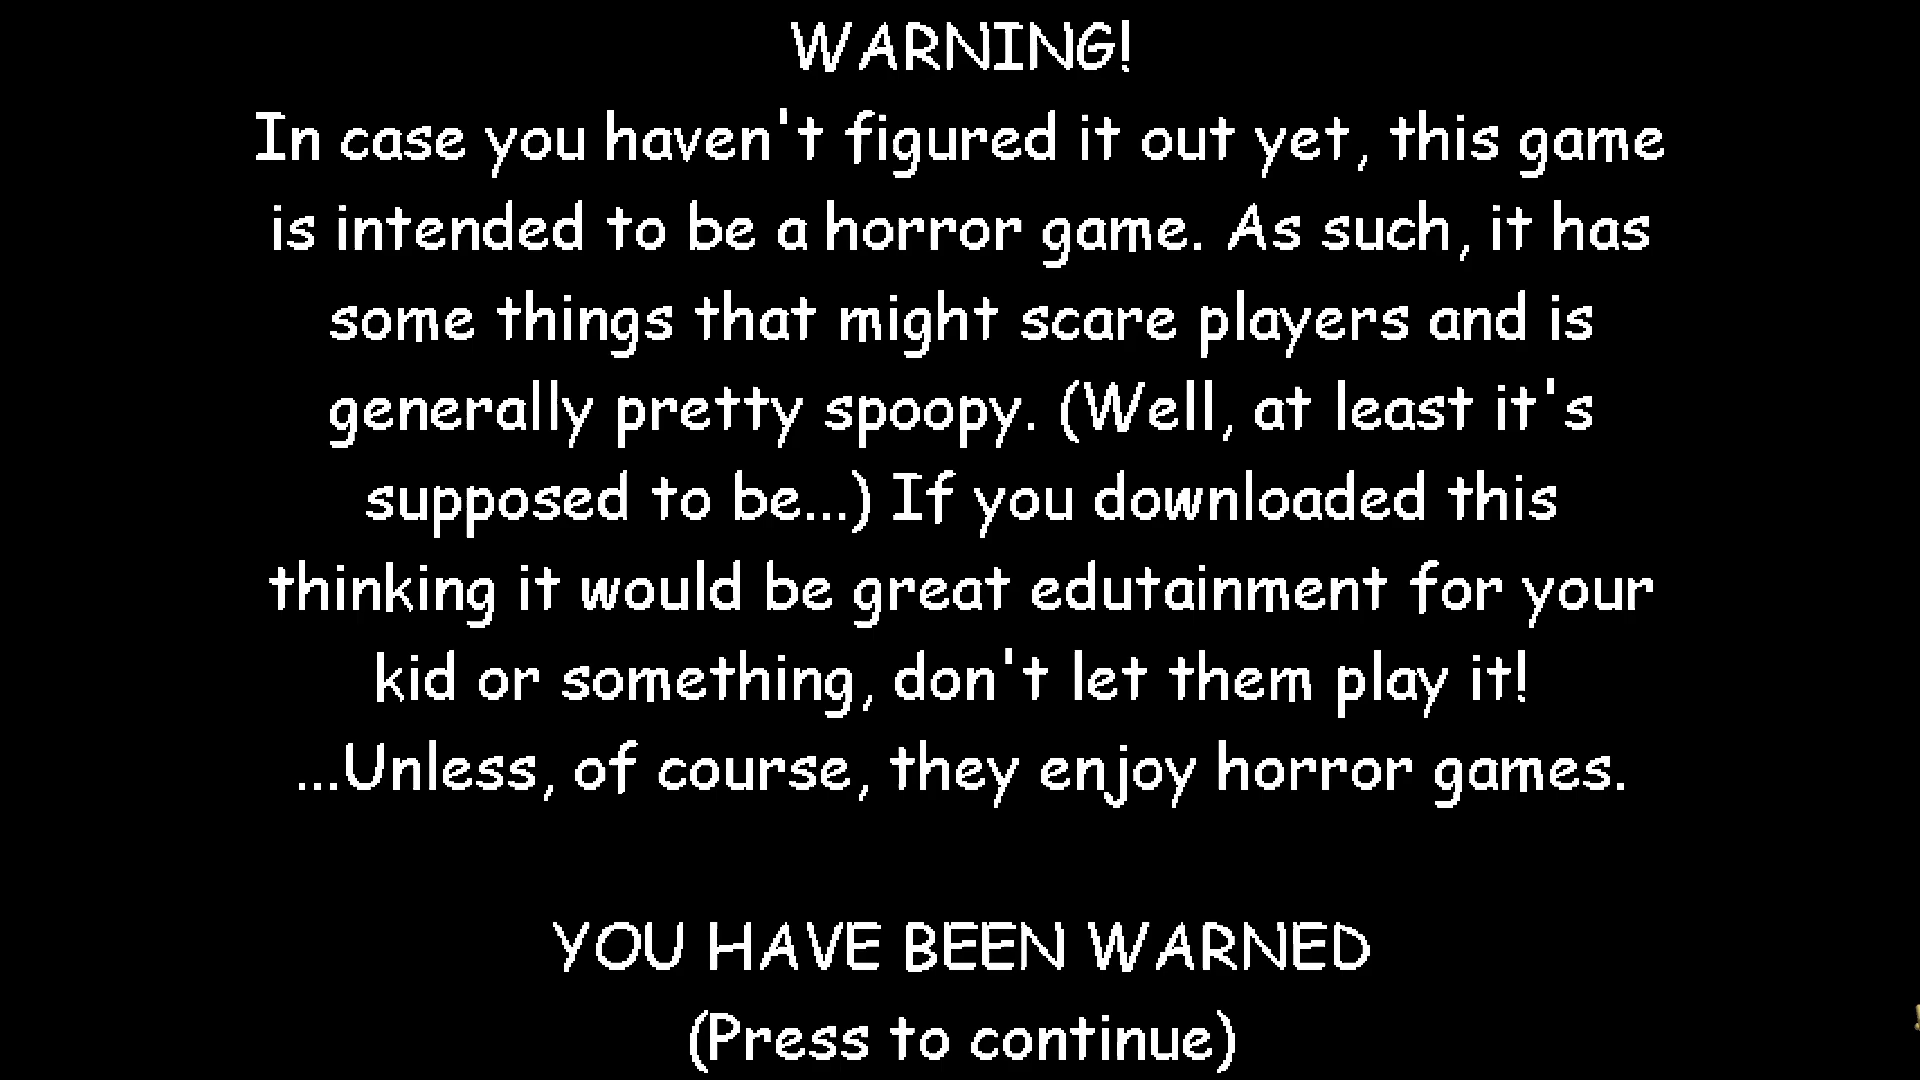 WARNING!
In case you haven't figured it out yet, this game
is intended to be a horror game. As such, it has
some things that might scare players and is
generally pretty spoopy. (Well, at least it's
supposed to be...) If you downloaded this
thinking it would be great edutainment for your
kid or something, don't let them play it!
...Unless, of course, they enjoy horror games.
YOU HAVE BEEN WARNED
(Press to continue)